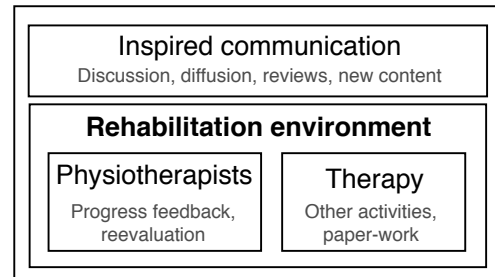 Inspired communication
Discussion, diffusion, reviews, new content
Rehabilitation environment
Physiotherapists
Progress feedback,
reevaluation
Therapy
Other activities,
paper-work